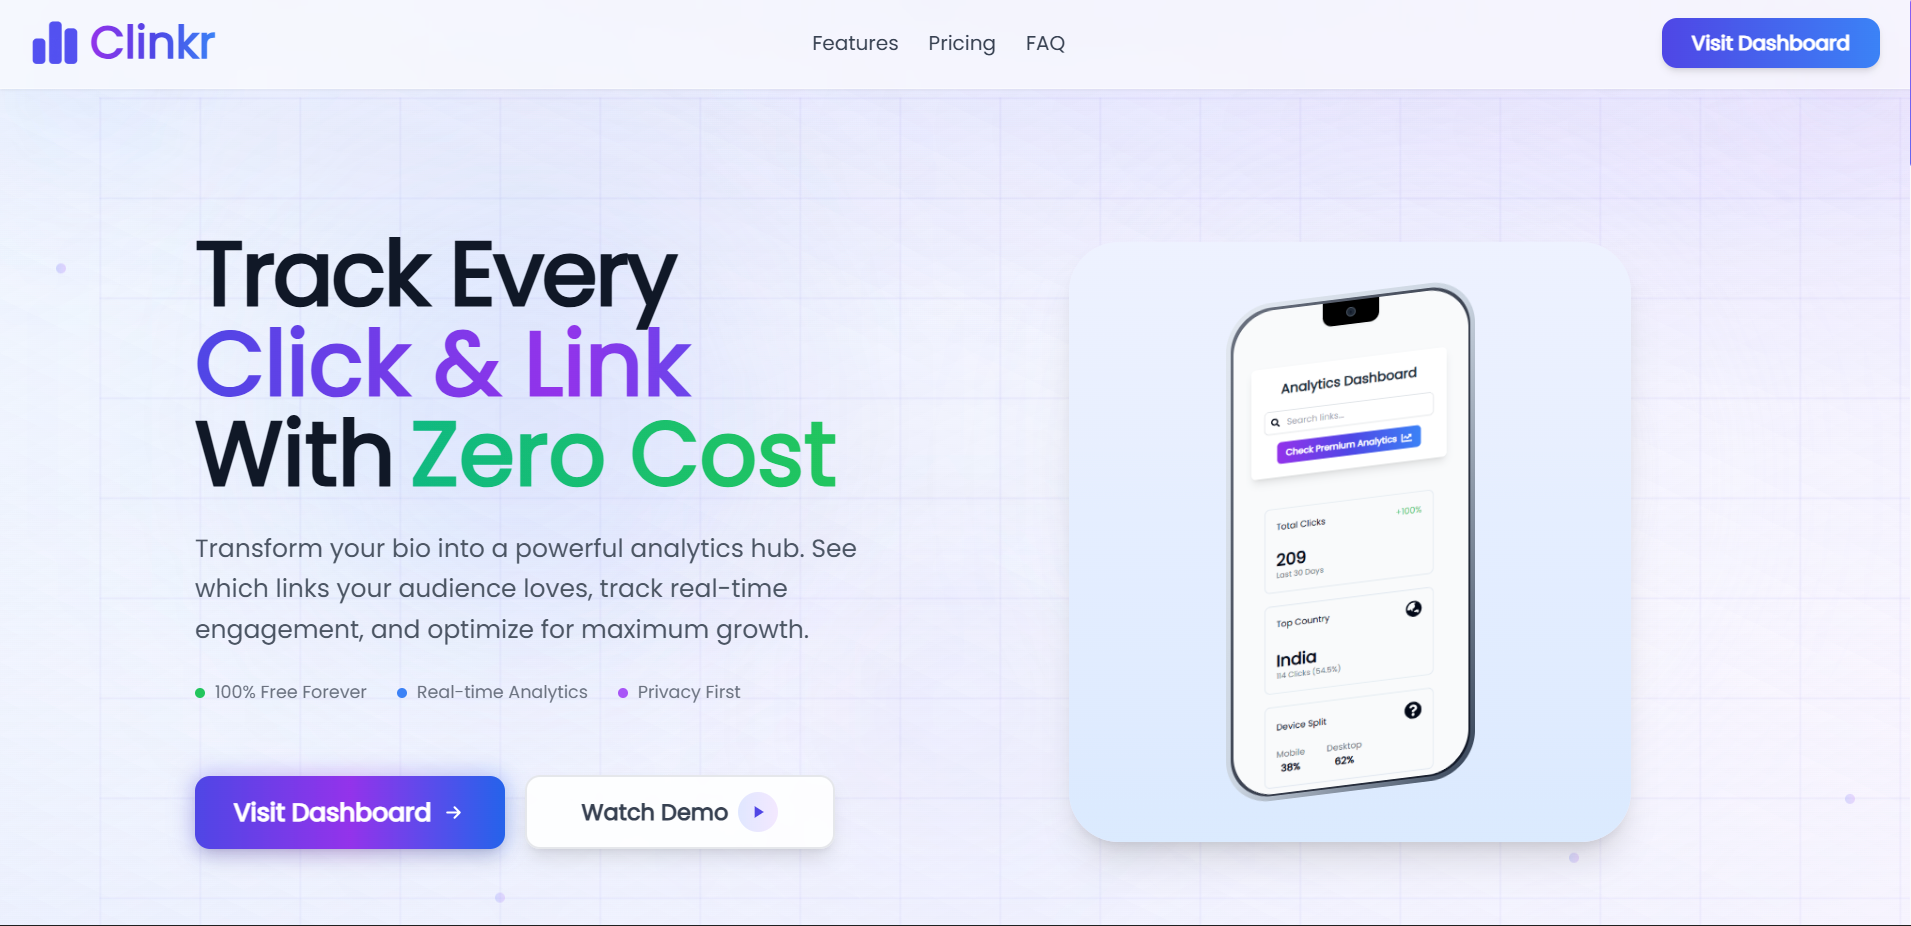 Clinkr
Features Pricing FAQ
Visit Dashboard
Track Every
Click & Link
With Zero Cost
Transform your bio into a powerful analytics hub. See
which links your audience loves, track real-time
engagement, and optimize for maximum growth.
100% Free Forever Real-time Analytics Privacy First
Visit Dashboard
Watch Demo
Analytics Dashboard
Search links...
Check Premium Analytics
Total Clicks +100%
209
Last 30 Days
Top Country
India
114 Clicks (54.5%)
Device Split
Mobile Desktop
38% 62%